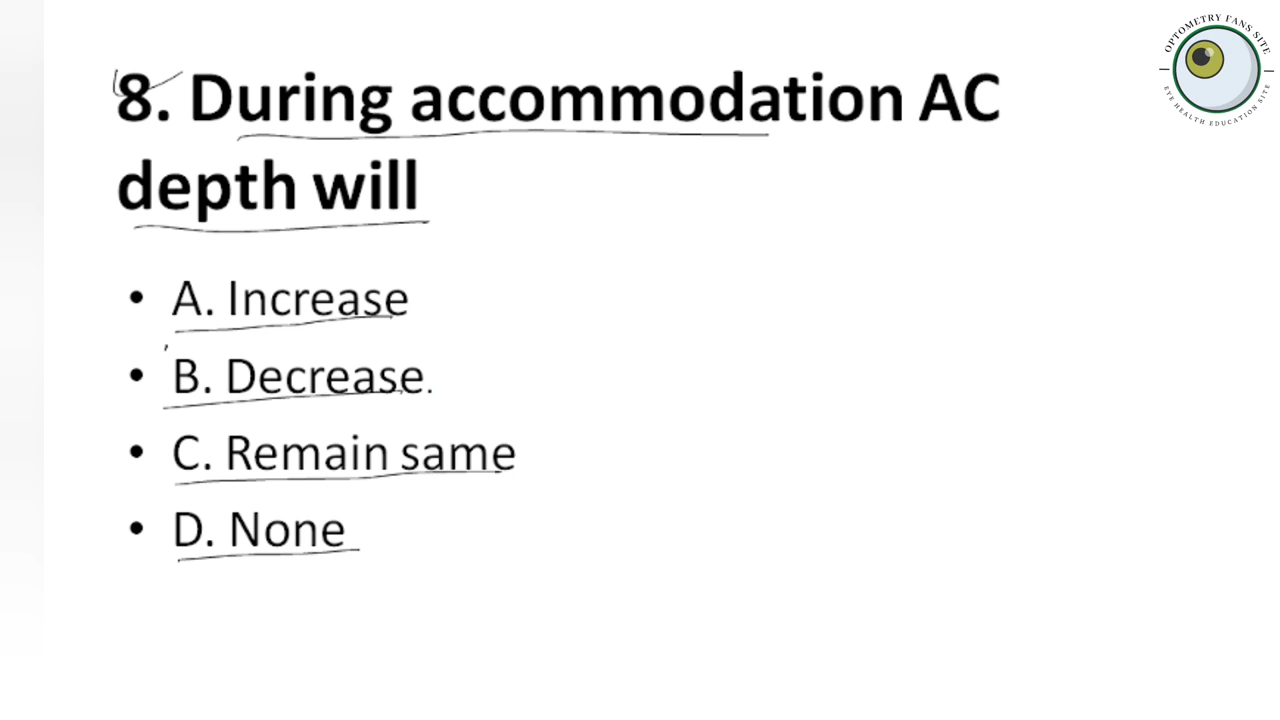 OPTOMETRY FANS SITE
EYE HEALTH EDUCATION SITE
8. During accommodation AC
depth will
• A. Increase
• B. Decrease.
• C. Remain same
• D. None